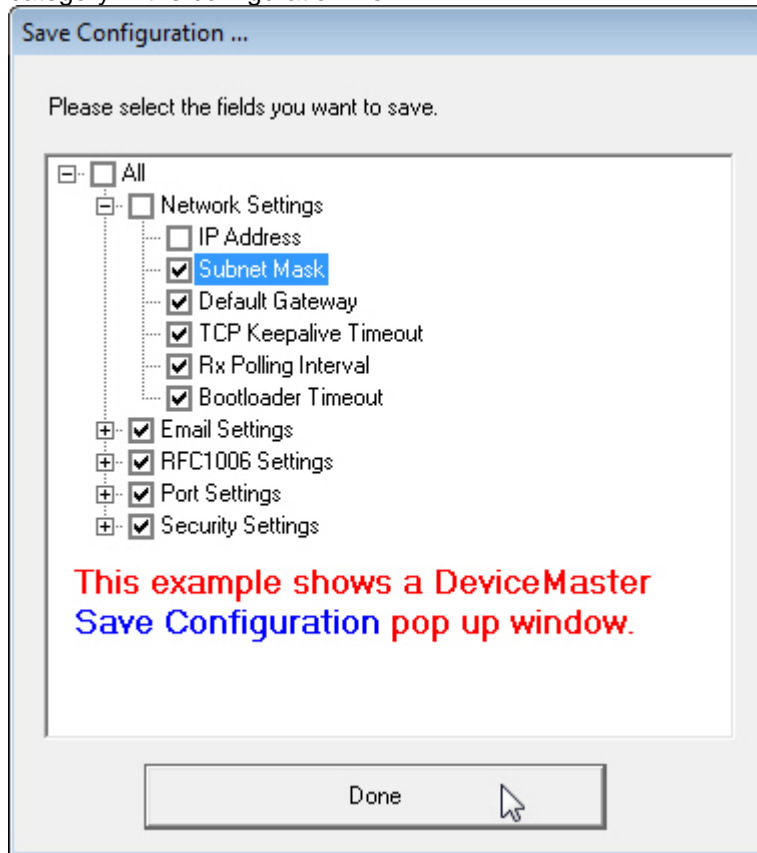 Save Configuration ...
Please select the fields you want to save.
All
Network Settings
IP Address
Subnet Mask
Default Gateway
TCP Keepalive Timeout
Rx Polling Interval
Bootloader Timeout
Email Settings
RFC1006 Settings
Port Settings
Security Settings
This example shows a DeviceMaster
Save Configuration pop up window.
Done